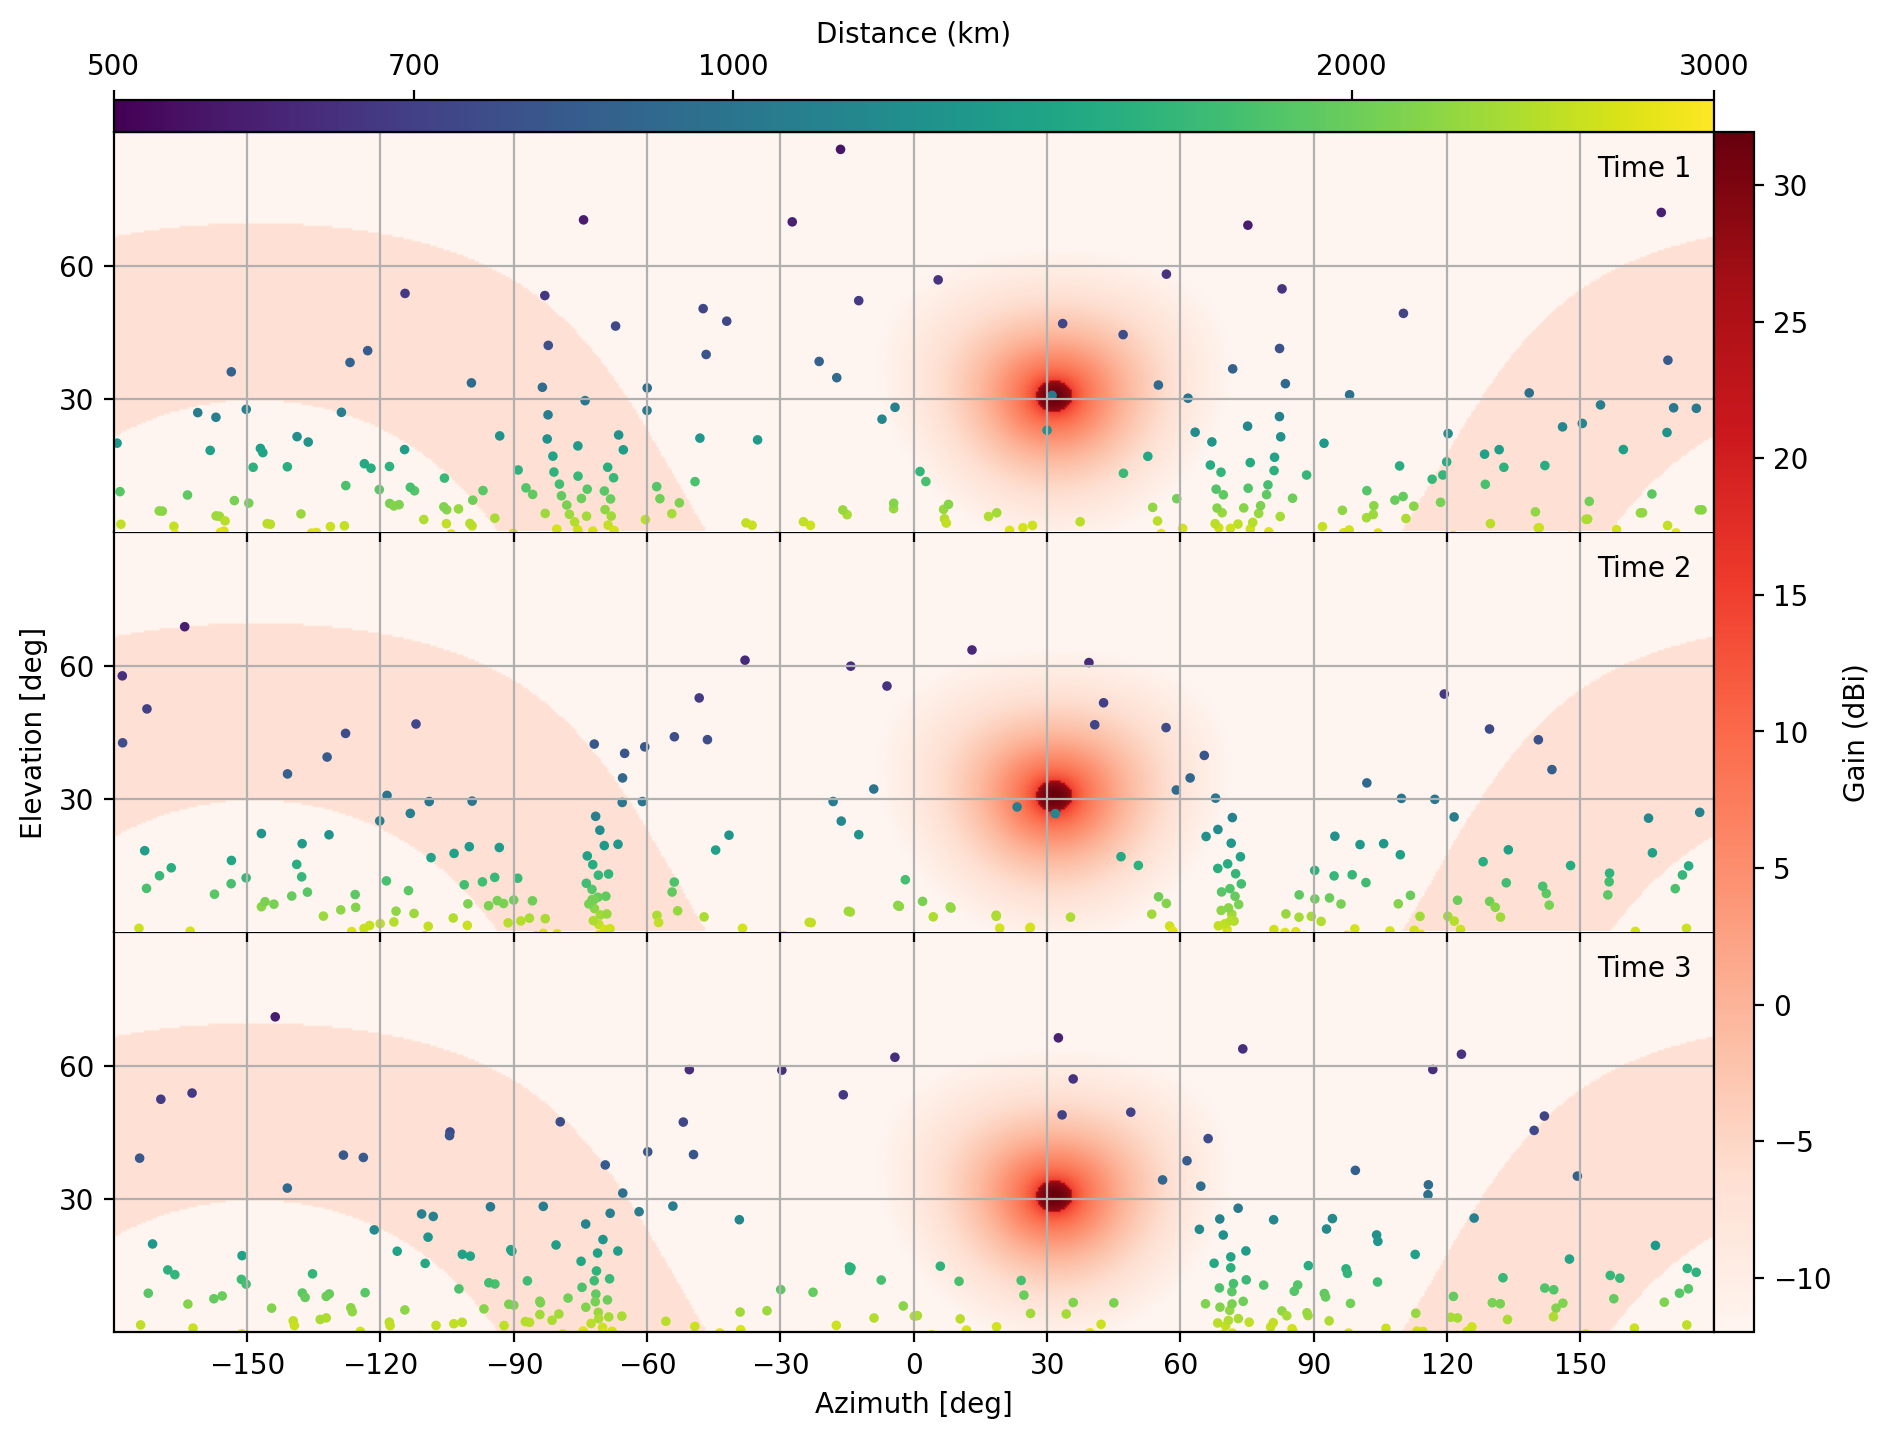 Distance (km)
500 700 1000 2000 3000
Time 1
60
30
Time 2
60
30
Time 3
60
30
Elevation [deg]
−150 −120 −90 −60 −30 0 30 60 90 120 150
Azimuth [deg]
30
25
20
15
10
5
0
−5
−10
Gain (dBi)